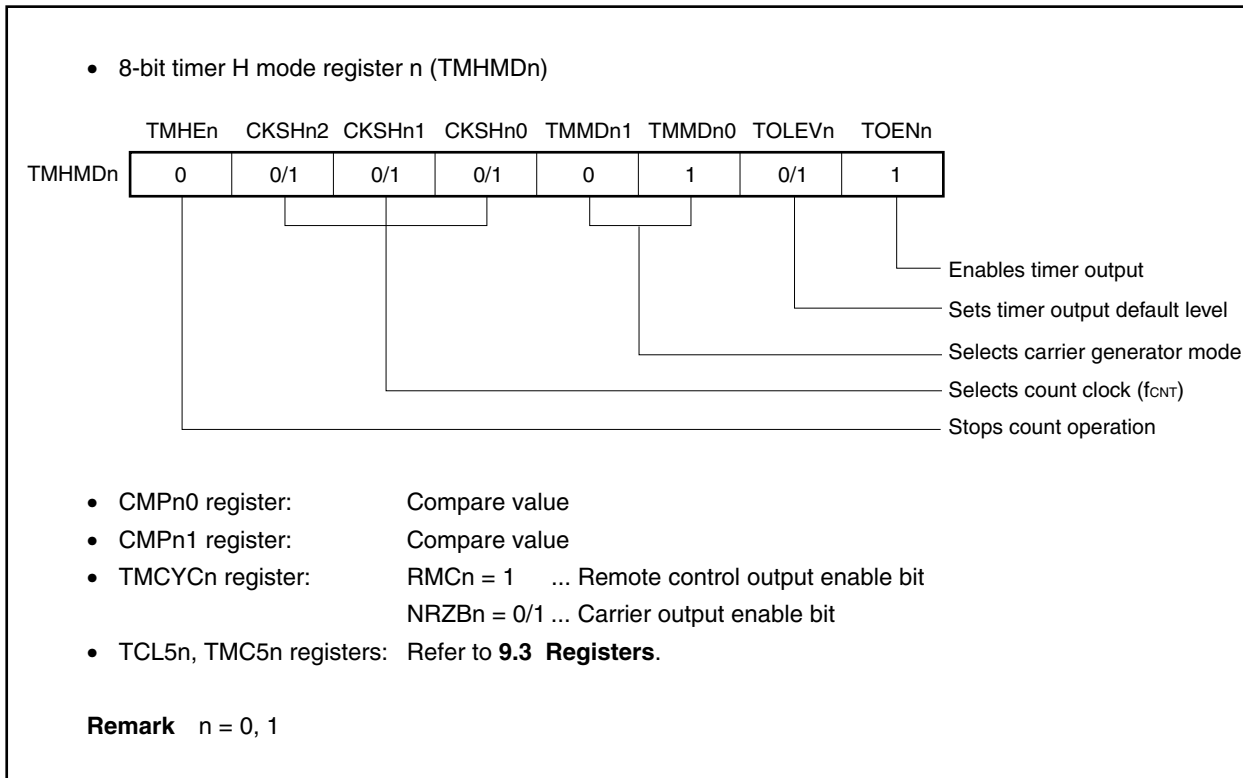 • 8-bit timer H mode register n (TMHMDn)
TMHEn CKSHn2 CKSHn1 CKSHn0 TMMDn1 TMMDn0 TOLEVn TOENn
TMHMDn 0 0/1 0/1 0/1 0 1 0/1 1
Enables timer output
Sets timer output default level
Selects carrier generator mode
Selects count clock (fCNT)
Stops count operation
• CMPn0 register: Compare value
• CMPn1 register: Compare value
• TMCYCn register: RMCn = 1 ... Remote control output enable bit
NRZBn = 0/1 ... Carrier output enable bit
• TCL5n, TMC5n registers: Refer to 9.3 Registers.
Remark n = 0, 1